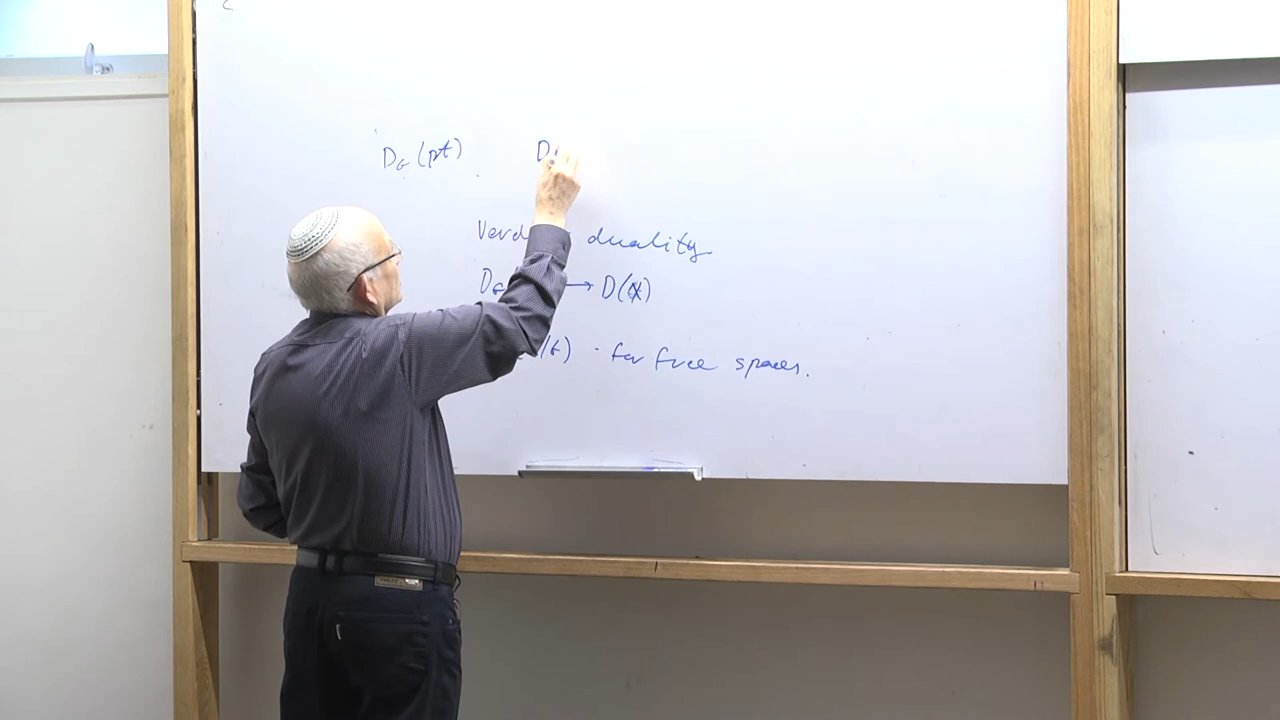 D_G (pt) D(
Verd duality
D_G → D(X)
/G) - for free spaces.